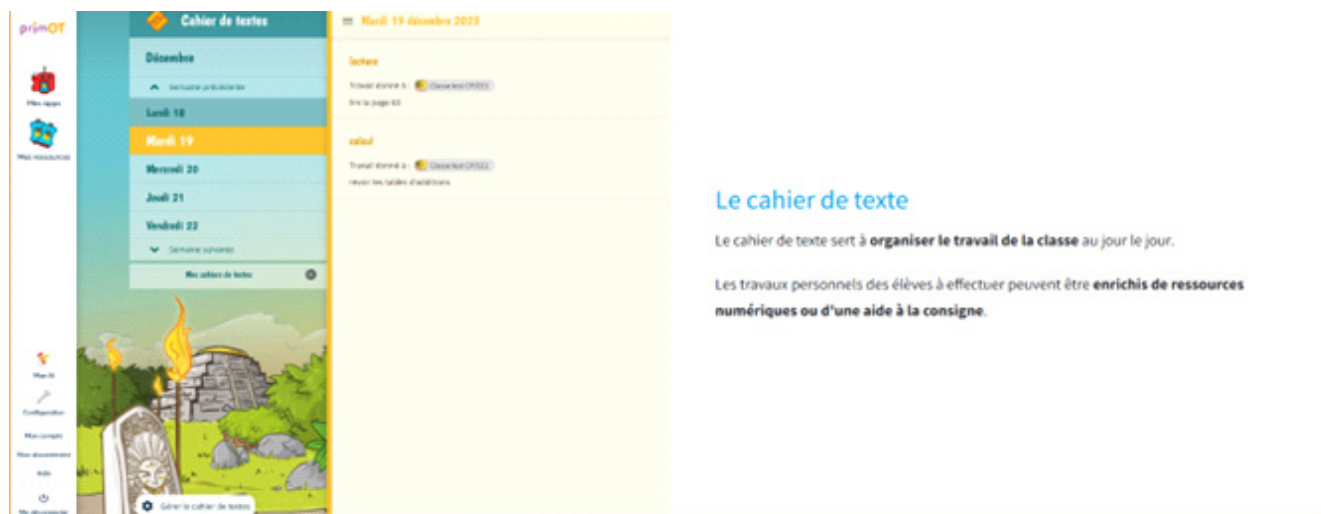 primOT
Mes apps
Mes ressources
Mon IA
Configuration
Mon compte
Mon abonnement
Aide
Me déconnecter
Cahier de textes
Décembre
Semaine précédente
Lundi 18
Mardi 19
Mercredi 20
Jeudi 21
Vendredi 22
Semaine suivante
Mes cahiers de textes
Gérer le cahier de textes
Mardi 19 décembre 2023
lecture
Travail donné à :
lire la page 60
calcul
Travail donné à :
revoir les tables d'additions
Le cahier de texte
Le cahier de texte sert à organiser le travail de la classe au jour le jour.
Les travaux personnels des élèves à effectuer peuvent être enrichis de ressources
numériques ou d'une aide à la consigne.